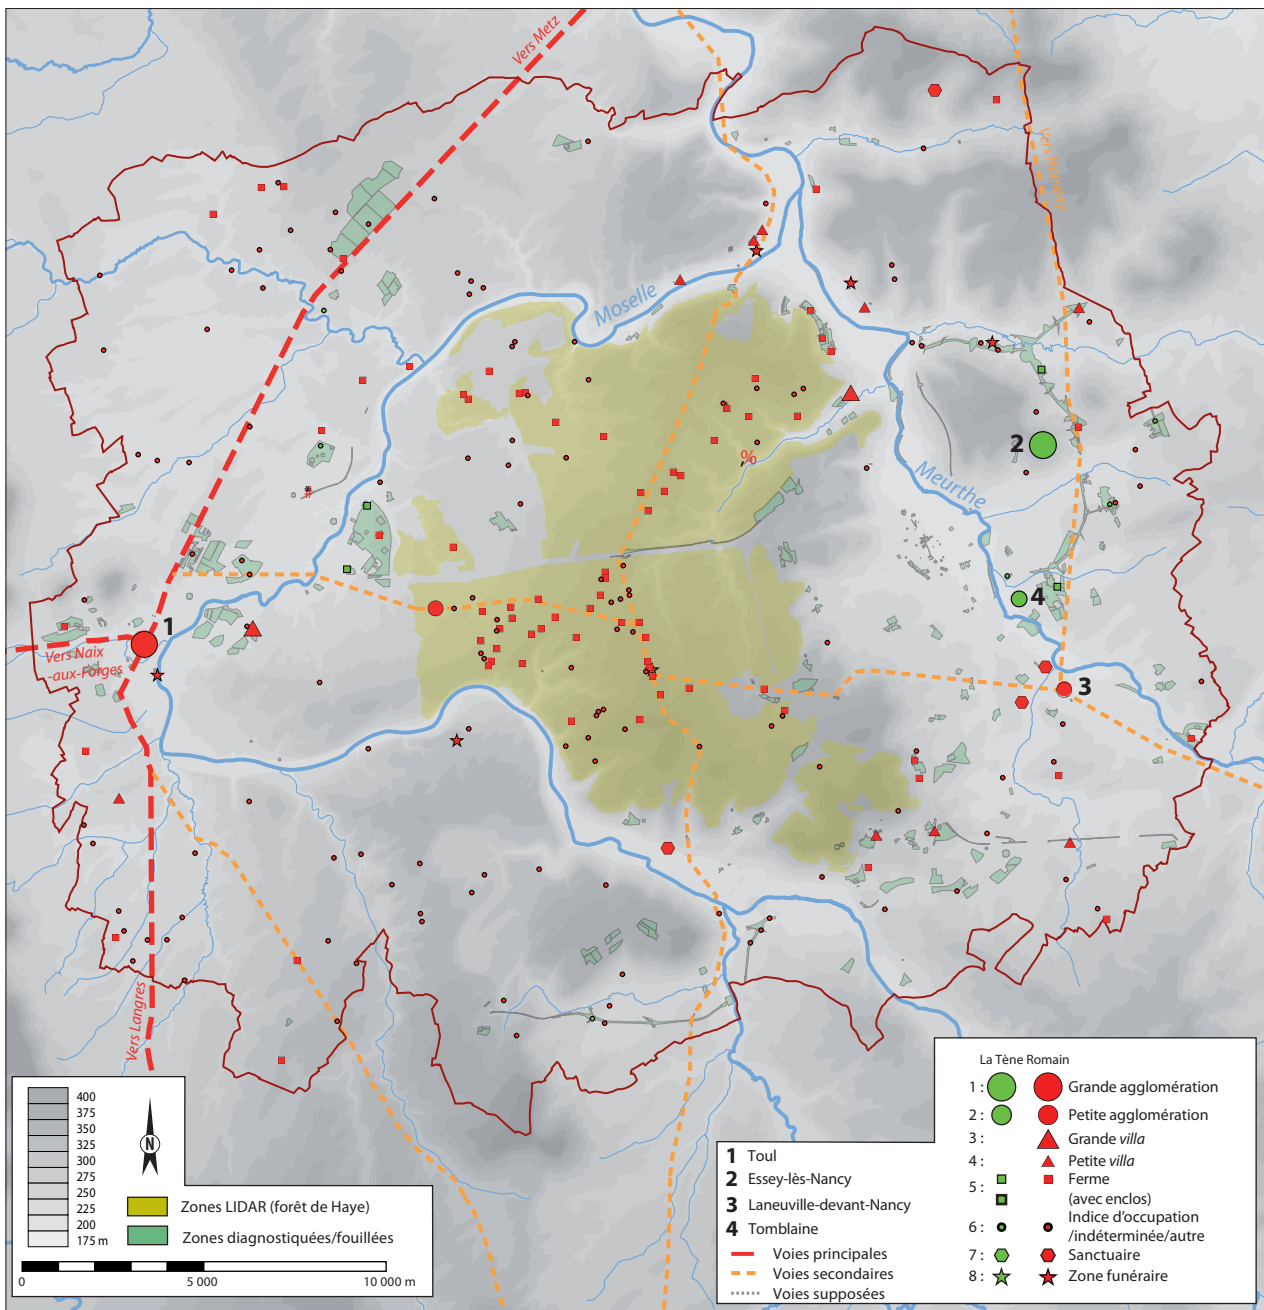 Vers Metz
Vers Nomeny
Moselle
Meurthe
%
#
1
2
3
4
Vers Naix
-aux-Forges
Vers Langres
400
375
350
325
300
275
250
225
200
175 m
N
Zones LIDAR (forêt de Haye)
Zones diagnostiquées/fouillées
0
5 000
10 000 m
1 Toul
2 Essey-lès-Nancy
3 Laneuville-devant-Nancy
4 Tomblaine
Voies principales
Voies secondaires
Voies supposées
La Tène Romain
1 : Grande agglomération
2 : Petite agglomération
3 : Grande villa
4 : Petite villa
5 : Ferme
(avec enclos)
6 : Indice d'occupation
/indéterminée/autre
7 : Sanctuaire
8 : Zone funéraire